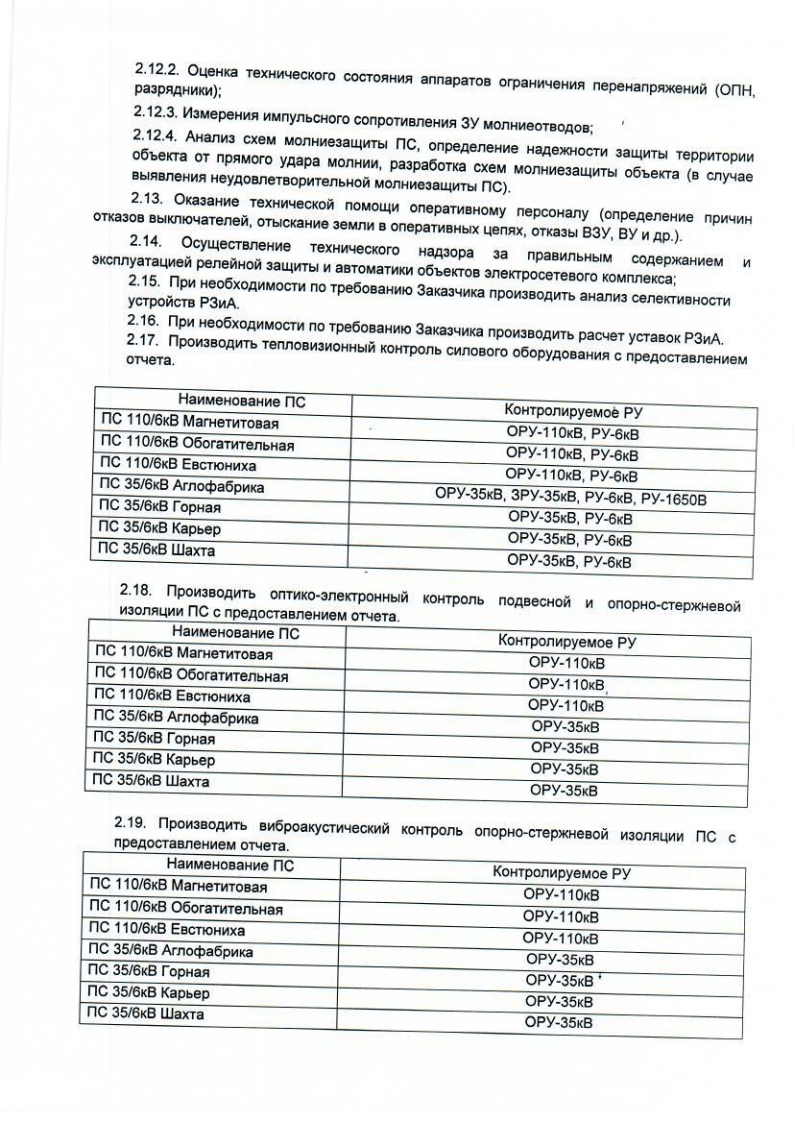 2.12.2. Оценка технического состояния аппаратов ограничения перенапряжений (ОПН,
разрядники);
2.12.3. Измерения импульсного сопротивления ЗУ молниеотводов;
2.12.4. Анализ схем молниезащиты ПС, определение надежности защиты территории
объекта от прямого удара молнии, разработка схем молниезащиты объекта (в случае
выявления неудовлетворительной молниезащиты ПС).
2.13. Оказание технической помощи оперативному персоналу (определение причин
отказов выключателей, отыскание земли в оперативных цепях, отказы ВЗУ, ВУ и др.).
2.14. Осуществление технического надзора за правильным содержанием и
эксплуатацией релейной защиты и автоматики объектов электросетевого комплекса;
2.15. При необходимости по требованию Заказчика производить анализ селективности
устройств РЗиА.
2.16. При необходимости по требованию Заказчика производить расчет уставок РЗиА.
2.17. Производить тепловизионный контроль силового оборудования с предоставлением
отчета.
Наименование ПС Контролируемое РУ
ПС 110/6кВ Магнетитовая ОРУ-110кВ, РУ-6кВ
ПС 110/6кВ Обогатительная ОРУ-110кВ, РУ-6кВ
ПС 110/6кВ Евстюниха ОРУ-110кВ, РУ-6кВ
ПС 35/6кВ Аглофабрика ОРУ-35кВ, ЗРУ-35кВ, РУ-6кВ, РУ-1650В
ПС 35/6кВ Горная ОРУ-35кВ, РУ-6кВ
ПС 35/6кВ Карьер ОРУ-35кВ, РУ-6кВ
ПС 35/6кВ Шахта ОРУ-35кВ, РУ-6кВ
2.18. Производить оптико-электронный контроль подвесной и опорно-стержневой
изоляции ПС с предоставлением отчета.
Наименование ПС Контролируемое РУ
ПС 110/6кВ Магнетитовая ОРУ-110кВ
ПС 110/6кВ Обогатительная ОРУ-110кВ
ПС 110/6кВ Евстюниха ОРУ-110кВ
ПС 35/6кВ Аглофабрика ОРУ-35кВ
ПС 35/6кВ Горная ОРУ-35кВ
ПС 35/6кВ Карьер ОРУ-35кВ
ПС 35/6кВ Шахта ОРУ-35кВ
2.19. Производить виброакустический контроль опорно-стержневой изоляции ПС с
предоставлением отчета.
Наименование ПС Контролируемое РУ
ПС 110/6кВ Магнетитовая ОРУ-110кВ
ПС 110/6кВ Обогатительная ОРУ-110кВ
ПС 110/6кВ Евстюниха ОРУ-110кВ
ПС 35/6кВ Аглофабрика ОРУ-35кВ
ПС 35/6кВ Горная ОРУ-35кВ
ПС 35/6кВ Карьер ОРУ-35кВ
ПС 35/6кВ Шахта ОРУ-35кВ